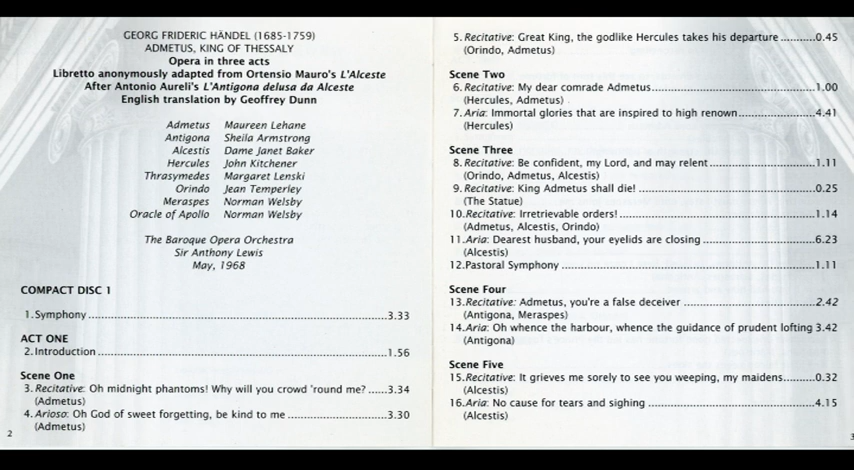 GEORG FRIDERIC HÄNDEL (1685-1759)
ADMETUS, KING OF THESSALY
Opera in three acts
Libretto anonymously adapted from Ortensio Mauro's L'Alceste
After Antonio Aureli's L'Antigona delusa da Alceste
English translation by Geoffrey Dunn
Admetus Maureen Lehane
Antigona Sheila Armstrong
Alcestis Dame Janet Baker
Hercules John Kitchener
Thrasymedes Margaret Lenski
Orindo Jean Temperley
Meraspes Norman Welsby
Oracle of Apollo Norman Welsby
The Baroque Opera Orchestra
Sir Anthony Lewis
May, 1968
COMPACT DISC 1
1. Symphony ...3.33
ACT ONE
2. Introduction ...1.56
Scene One
3. Recitative: Oh midnight phantoms! Why will you crowd 'round me? ......3.34
(Admetus)
4. Arioso: Oh God of sweet forgetting, be kind to me ...3.30
(Admetus)
2
5. Recitative: Great King, the godlike Hercules takes his departure ...........0.45
(Orindo, Admetus)
Scene Two
6. Recitative: My dear comrade Admetus...1.00
(Hercules, Admetus)
7. Aria: Immortal glories that are inspired to high renown...4.41
(Hercules)
Scene Three
8. Recitative: Be confident, my Lord, and may relent...1.11
(Orindo, Admetus, Alcestis)
9. Recitative: King Admetus shall die! ...0.25
(The Statue)
10. Recitative: Irretrievable orders! ...1.14
(Admetus, Alcestis, Orindo)
11. Aria: Dearest husband, your eyelids are closing ...6.23
(Alcestis)
12. Pastoral Symphony ...1.11
Scene Four
13. Recitative: Admetus, you're a false deceiver ...2.42
(Antigona, Meraspes)
14. Aria: Oh whence the harbour, whence the guidance of prudent lofting 3.42
(Antigona)
Scene Five
15. Recitative: It grieves me sorely to see you weeping, my maidens.........0.32
(Alcestis)
16. Aria: No cause for tears and sighing ...4.15
(Alcestis)
3